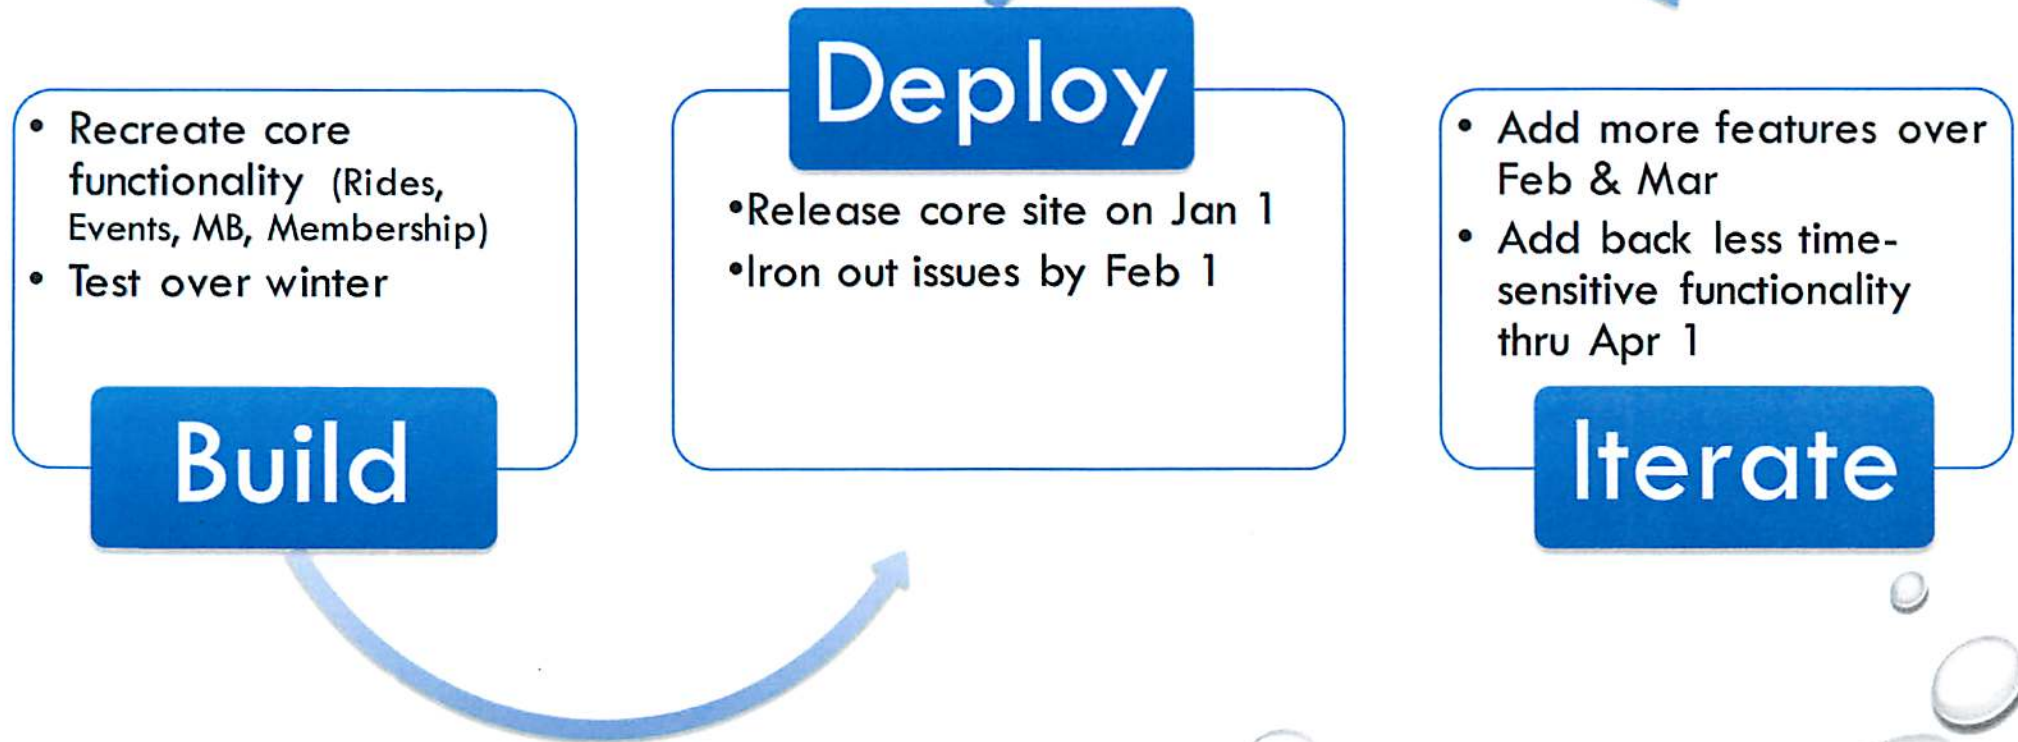 • Recreate core
functionality (Rides,
Events, MB, Membership)
• Test over winter
Build
Deploy
•Release core site on Jan 1
•Iron out issues by Feb 1
• Add more features over
Feb & Mar
• Add back less time-
sensitive functionality
thru Apr 1
Iterate